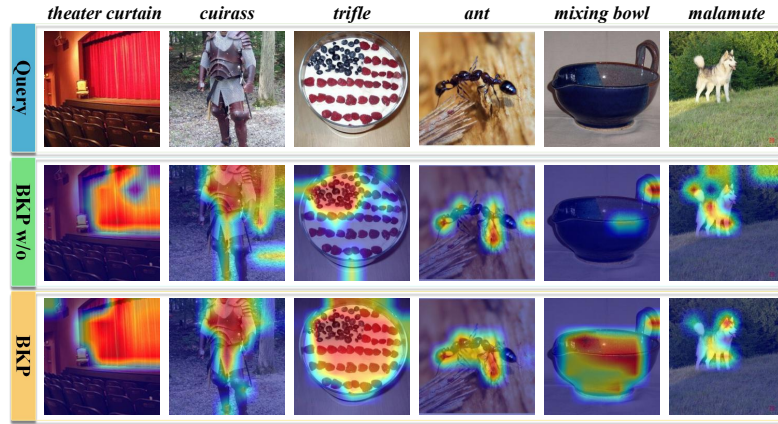 theater curtain cuirass trifle ant mixing bowl malamute
Query
BKP w/o
BKP